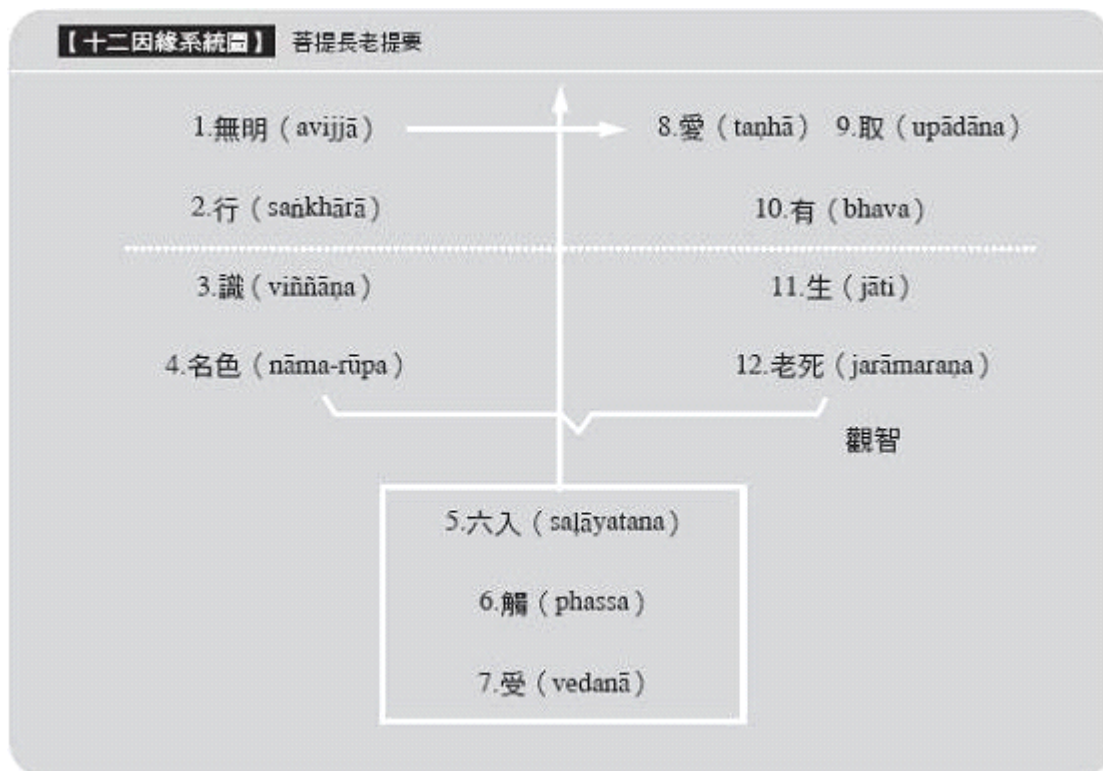 【十二因緣系統圖】 菩提長老提要
1.無明（avijjā） 8.愛（taṇhā） 9.取（upādāna）
2.行（saṅkhārā） 10.有（bhava）
3.識（viññāṇa） 11.生（jāti）
4.名色（nāma-rūpa） 12.老死（jarāmaraṇa）
觀智
5.六入（saḷāyatana）
6.觸（phassa）
7.受（vedanā）